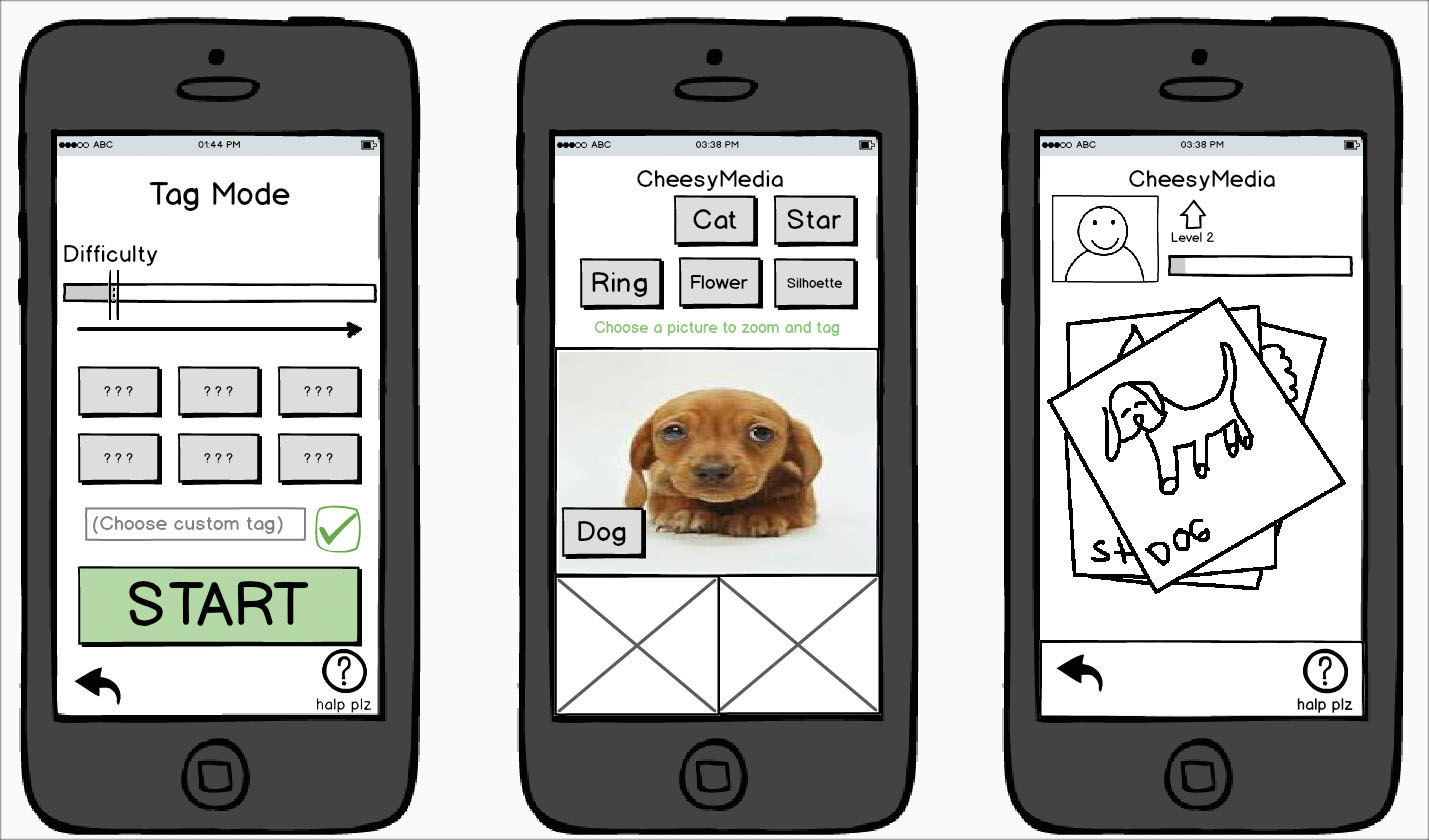 ABC 01:44 PM
Tag Mode
Difficulty
? ? ? ? ? ? ? ? ?
? ? ? ? ? ? ? ? ?
(Choose custom tag)
START
?
halp plz
ABC 03:38 PM
CheesyMedia
Cat Star
Ring Flower Silhoette
Choose a picture to zoom and tag
Dog
ABC 03:38 PM
CheesyMedia
Level 2
DOG
?
halp plz